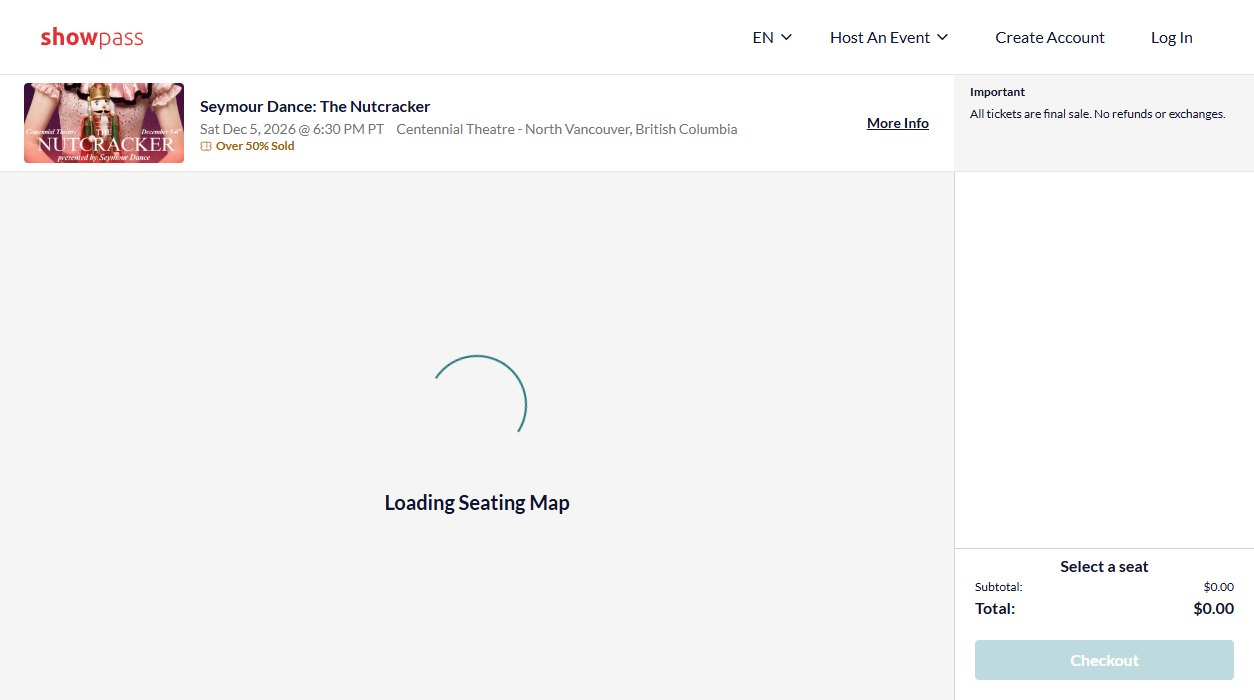 showpass
EN
Host An Event
Create Account
Log In
Centennial Theatre
December 5-6
THE
NUTCRACKER
presented by Seymour Dance
Seymour Dance: The Nutcracker
Sat Dec 5, 2026 @ 6:30 PM PT Centennial Theatre - North Vancouver, British Columbia
Over 50% Sold
More Info
Important
All tickets are final sale. No refunds or exchanges.
Loading Seating Map
Select a seat
Subtotal: $0.00
Total: $0.00
Checkout